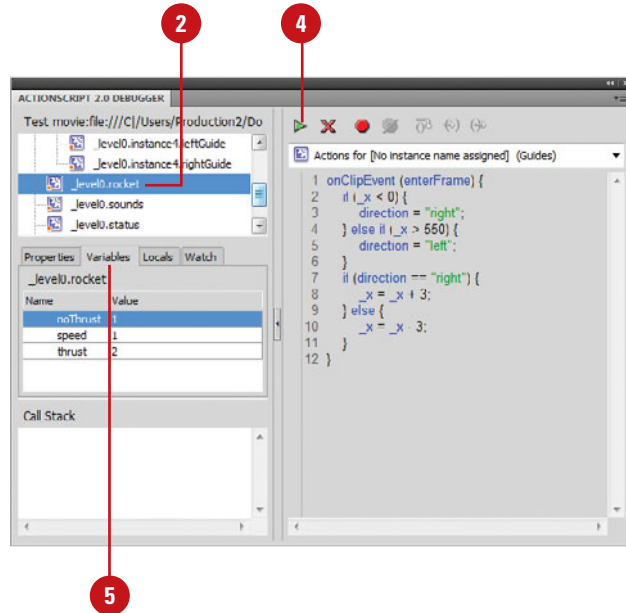 2
4
ACTIONSCRIPT 2.0 DEBUGGER
Test movie:file:///C|/Users/Production2/Do
_level0.instance4.leftGuide
_level0.instance4.rightGuide
_level0.rocket
_level0.sounds
_level0.status
Properties Variables Locals Watch
_level0.rocket
Name Value
noThrust 1
speed 1
thrust 2
Call Stack
Actions for [No instance name assigned] (Guides)
1 onClipEvent (enterFrame) {
2 if (_x < 0) {
3 direction = "right";
4 } else if (_x > 550) {
5 direction = "left";
6 }
7 if (direction == "right") {
8 _x = _x + 3;
9 } else {
10 _x = _x - 3;
11 }
12 }
5